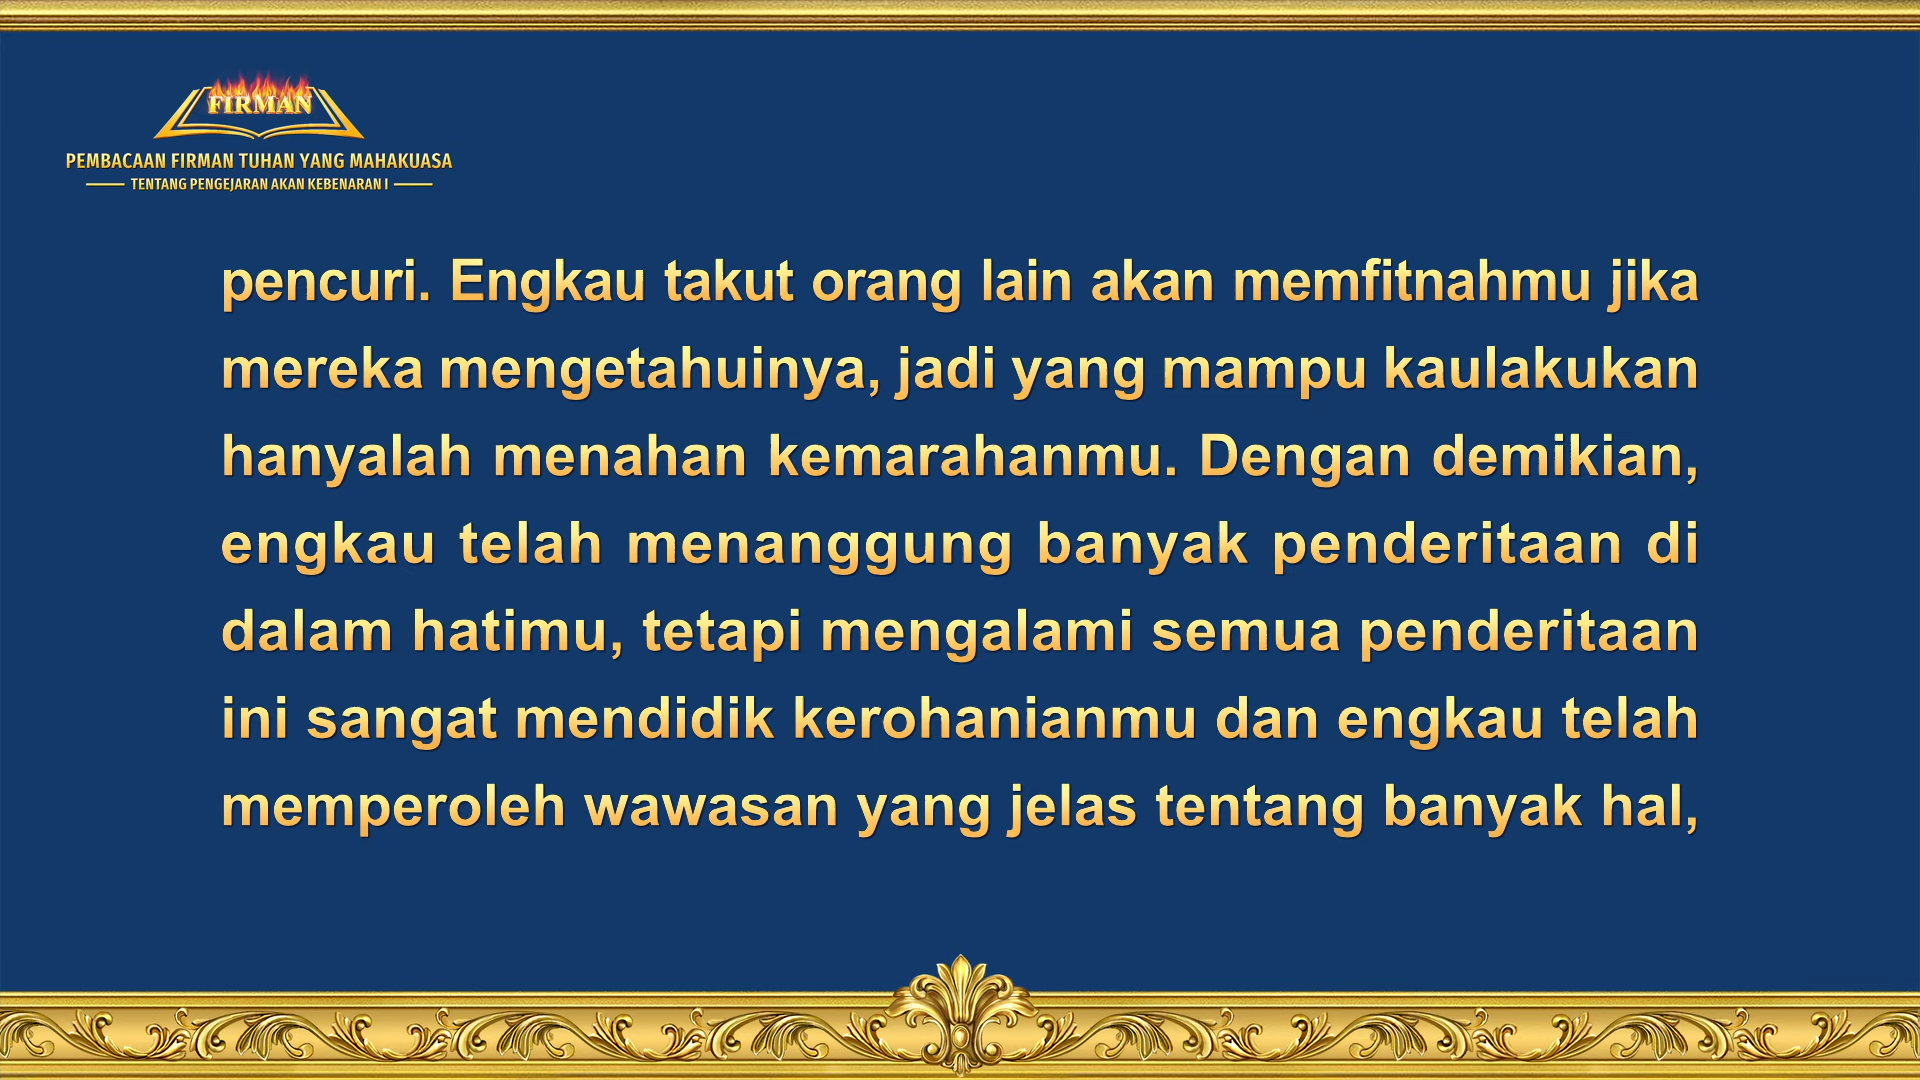 FIRMAN
PEMBACAAN FIRMAN TUHAN YANG MAHAKUASA
TENTANG PENGEJARAN AKAN KEBENARAN I
pencuri. Engkau takut orang lain akan memfitnahmu jika
mereka mengetahuinya, jadi yang mampu kaulakukan
hanyalah menahan kemarahanmu. Dengan demikian,
engkau telah menanggung banyak penderitaan di
dalam hatimu, tetapi mengalami semua penderitaan
ini sangat mendidik kerohanianmu dan engkau telah
memperoleh wawasan yang jelas tentang banyak hal,